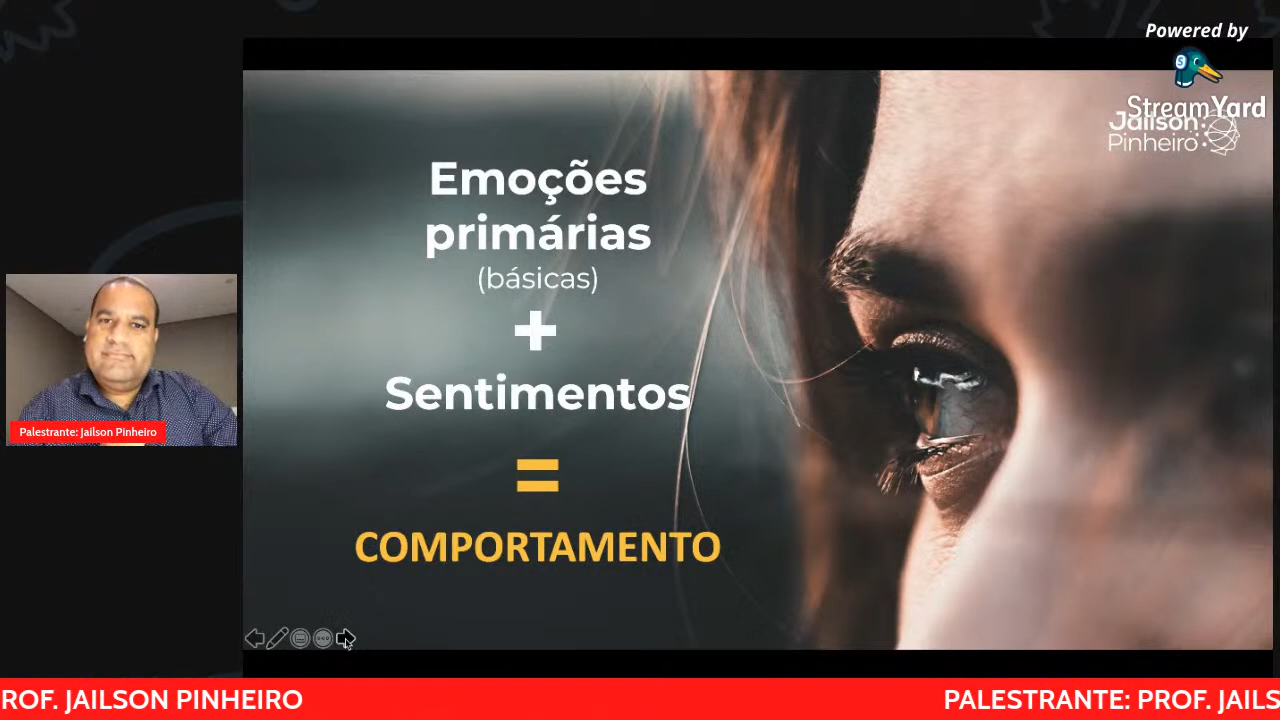 Powered by
StreamYard
Jailson
Pinheiro
Emoções
primárias
(básicas)
+
Sentimentos
=
COMPORTAMENTO
Palestrante: Jailson Pinheiro
ROF. JAILSON PINHEIRO
PALESTRANTE: PROF. JAILS